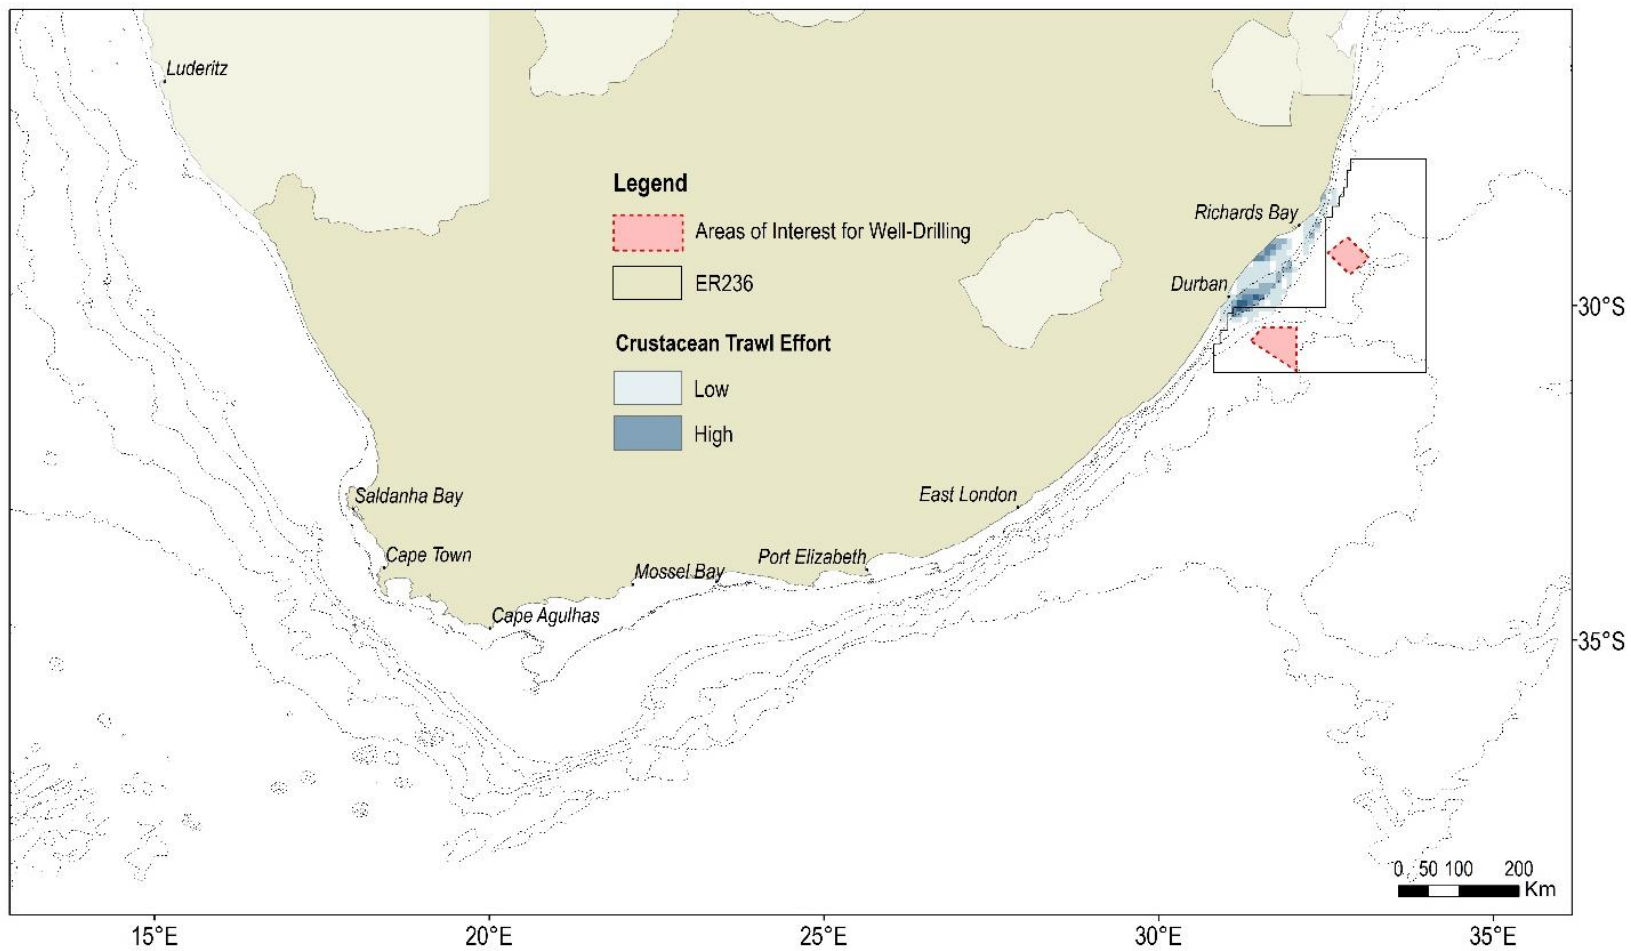 Luderitz
Legend
Areas of Interest for Well-Drilling
ER236
Crustacean Trawl Effort
Low
High
Richards Bay
Durban
30°S
Saldanha Bay
East London
Cape Town
Port Elizabeth
Mossel Bay
Cape Agulhas
35°S
0 50 100 200
Km
15°E 20°E 25°E 30°E 35°E